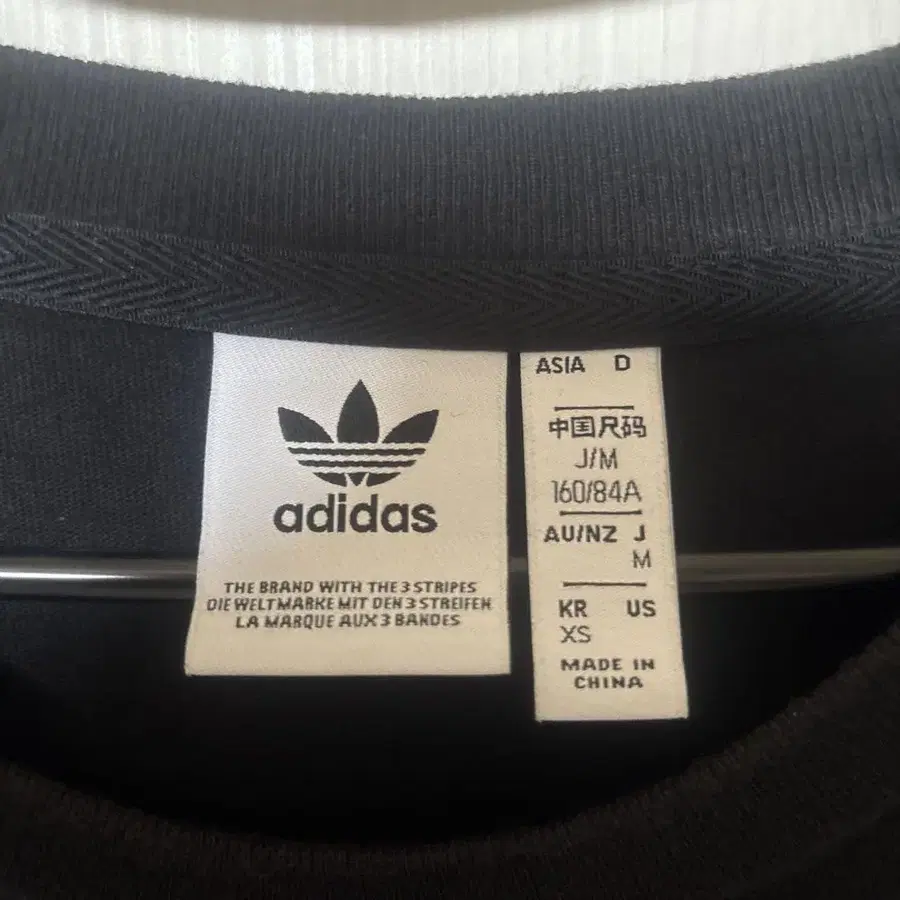 adidas
THE BRAND WITH THE 3 STRIPES
DIE WELTMARKE MIT DEN 3 STREIFEN
LA MARQUE AUX 3 BANDES
ASIA D
中国尺码
J/M
160/84A
AU/NZ J
M
KR US
XS
MADE IN
CHINA